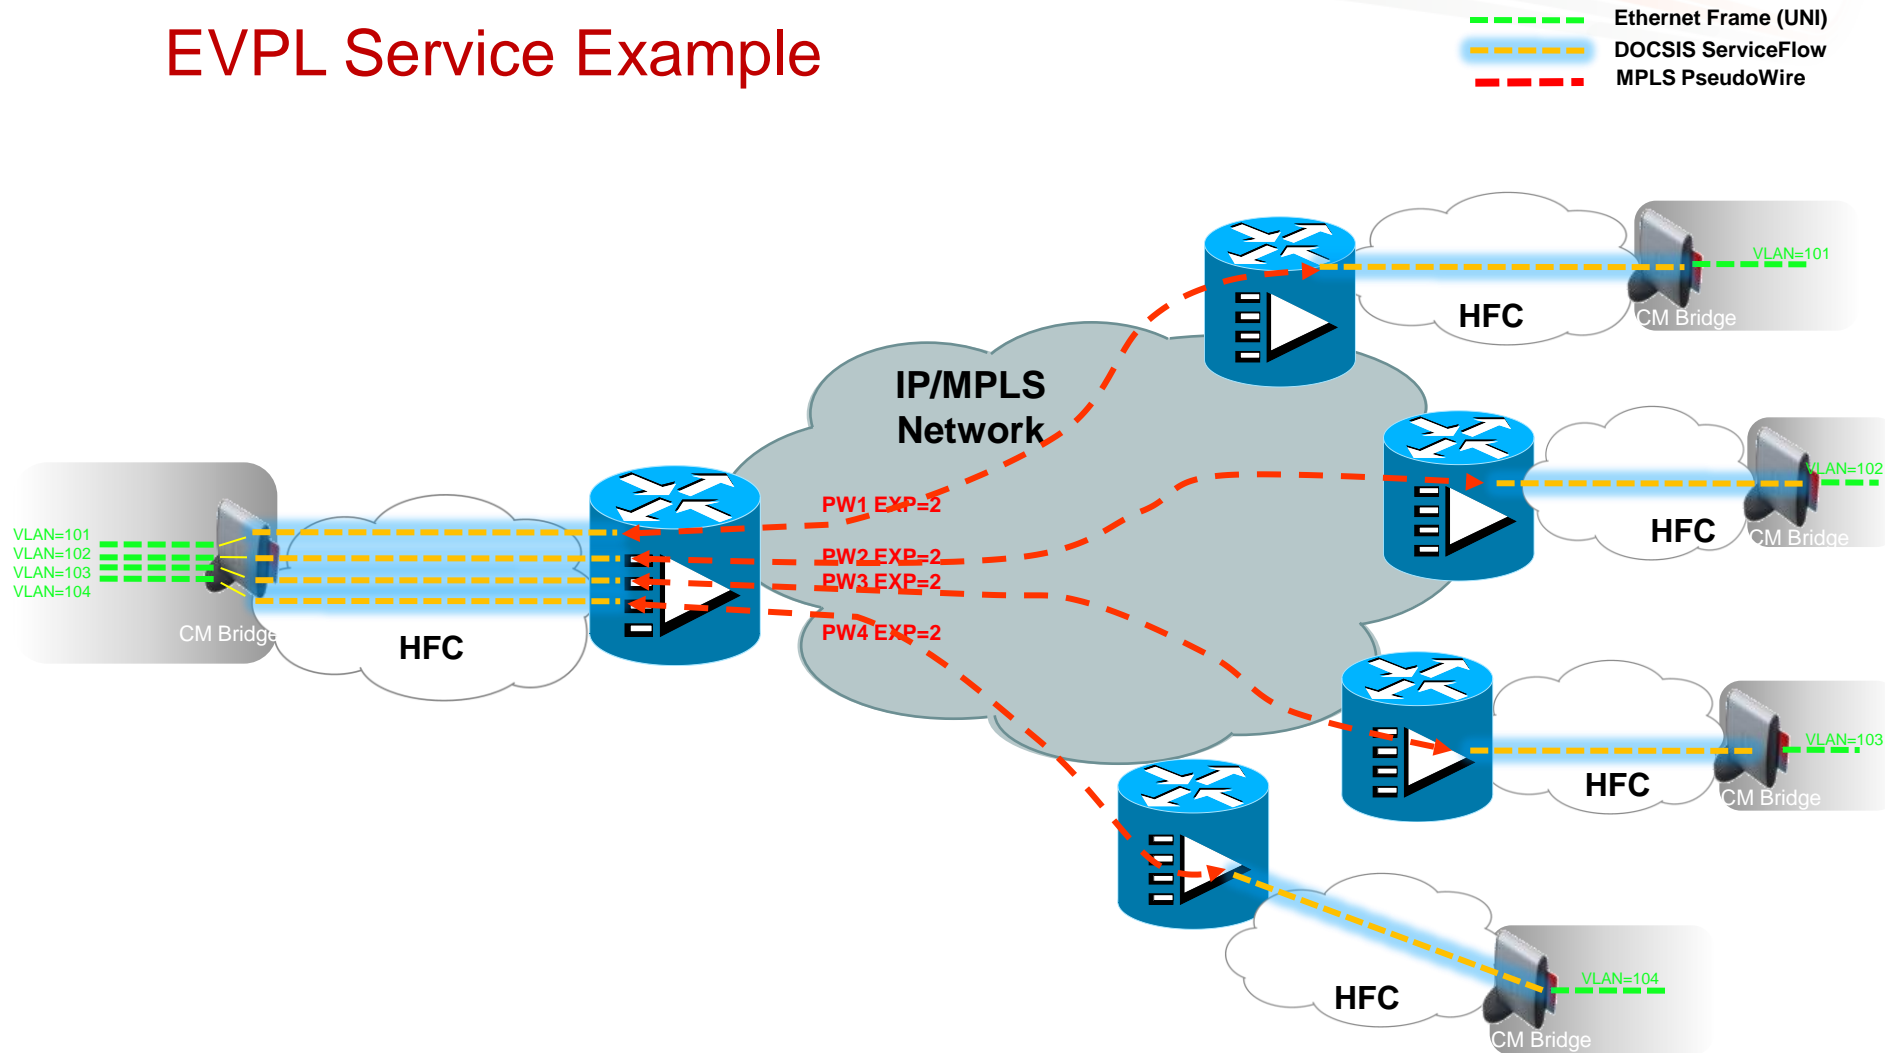 EVPL Service Example
Ethernet Frame (UNI)
DOCSIS ServiceFlow
MPLS PseudoWire
VLAN=101
HFC
CM Bridge
IP/MPLS
Network
VLAN=102
HFC
CM Bridge
PW1 EXP=2
PW2 EXP=2
PW3 EXP=2
PW4 EXP=2
VLAN=101
VLAN=102
VLAN=103
VLAN=104
CM Bridge
HFC
VLAN=103
HFC
CM Bridge
VLAN=104
HFC
CM Bridge